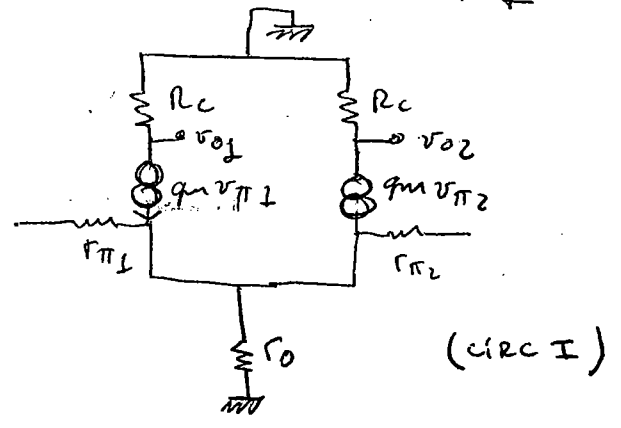 Rc Rc
vo1 vo2
gm vπ1 gm vπ2
rπ1 rπ2
ro
(CIRC I)